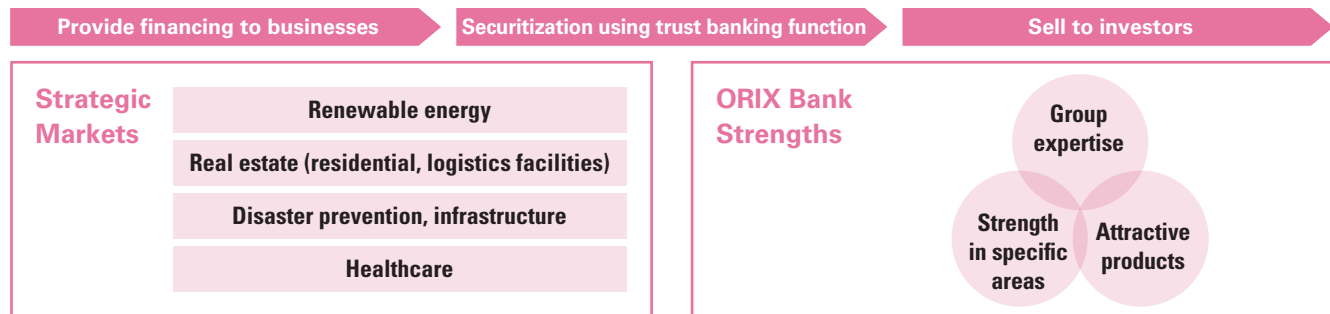 Provide financing to businesses
Securitization using trust banking function
Sell to investors
Strategic
Markets
Renewable energy
Real estate (residential, logistics facilities)
Disaster prevention, infrastructure
Healthcare
ORIX Bank
Strengths
Group
expertise
Strength
in specific
areas
Attractive
products